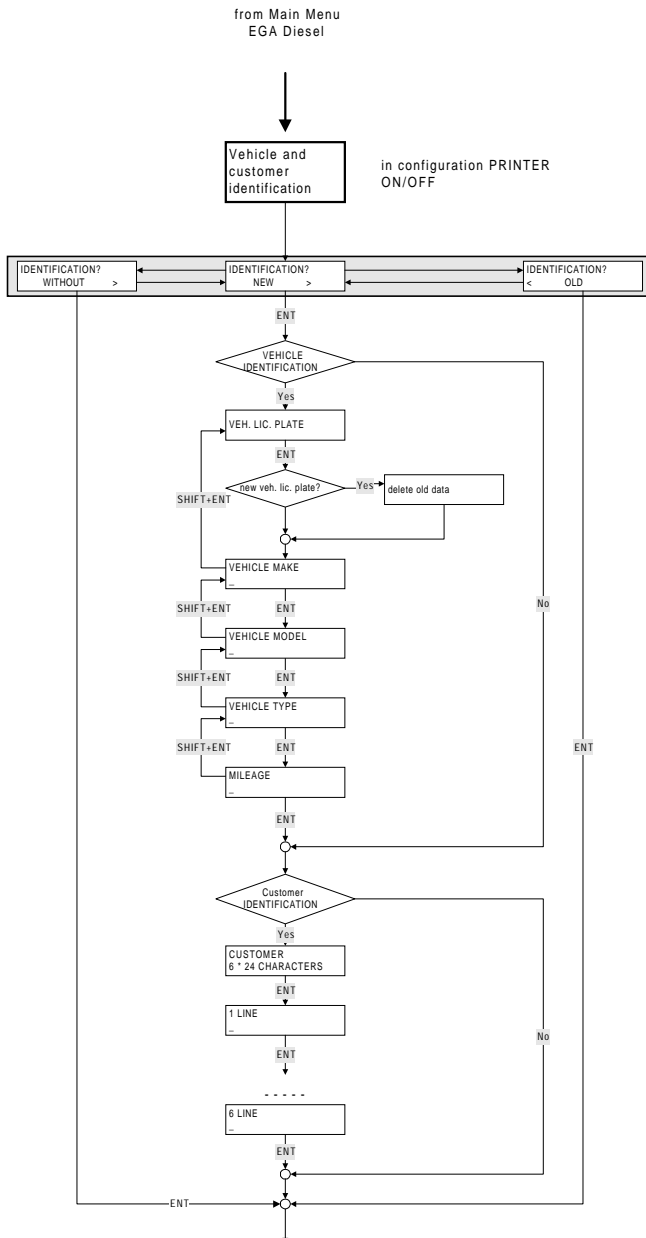 from Main Menu
EGA Diesel
Vehicle and
customer
identification
in configuration PRINTER
ON/OFF
IDENTIFICATION?
WITHOUT >
IDENTIFICATION?
NEW >
IDENTIFICATION?
< OLD
ENT
VEHICLE
IDENTIFICATION
Yes
VEH. LIC. PLATE
ENT
new veh. lic. plate?
Yes
delete old data
SHIFT+ENT
VEHICLE MAKE
_
SHIFT+ENT
ENT
No
VEHICLE MODEL
_
SHIFT+ENT
ENT
VEHICLE TYPE
_
SHIFT+ENT
ENT
ENT
MILEAGE
_
ENT
Customer
IDENTIFICATION
Yes
CUSTOMER
6 * 24 CHARACTERS
ENT
1 LINE
_
No
ENT
- - - - -
6 LINE
_
ENT
ENT